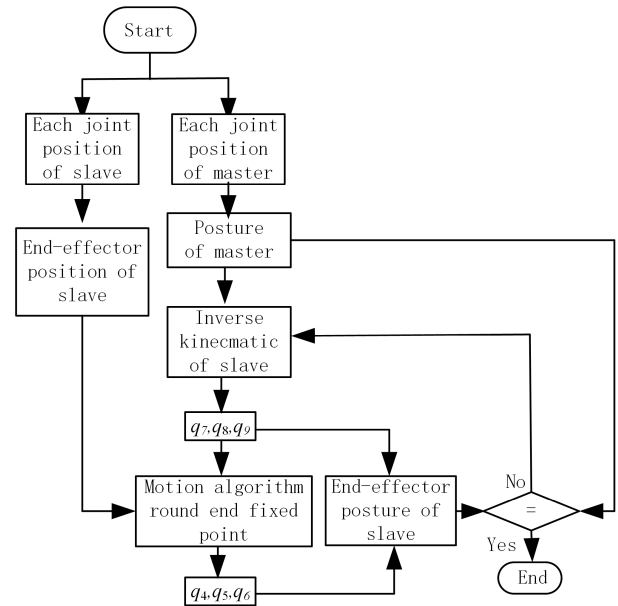 Start
Each joint
position
of slave
Each joint
position
of master
Posture
of master
End-effector
position of
slave
Inverse
kinecmatic
of slave
q7,q8,q9
Motion algorithm
round end fixed
point
End-effector
posture of
slave
No
=
Yes
End
q4,q5,q6